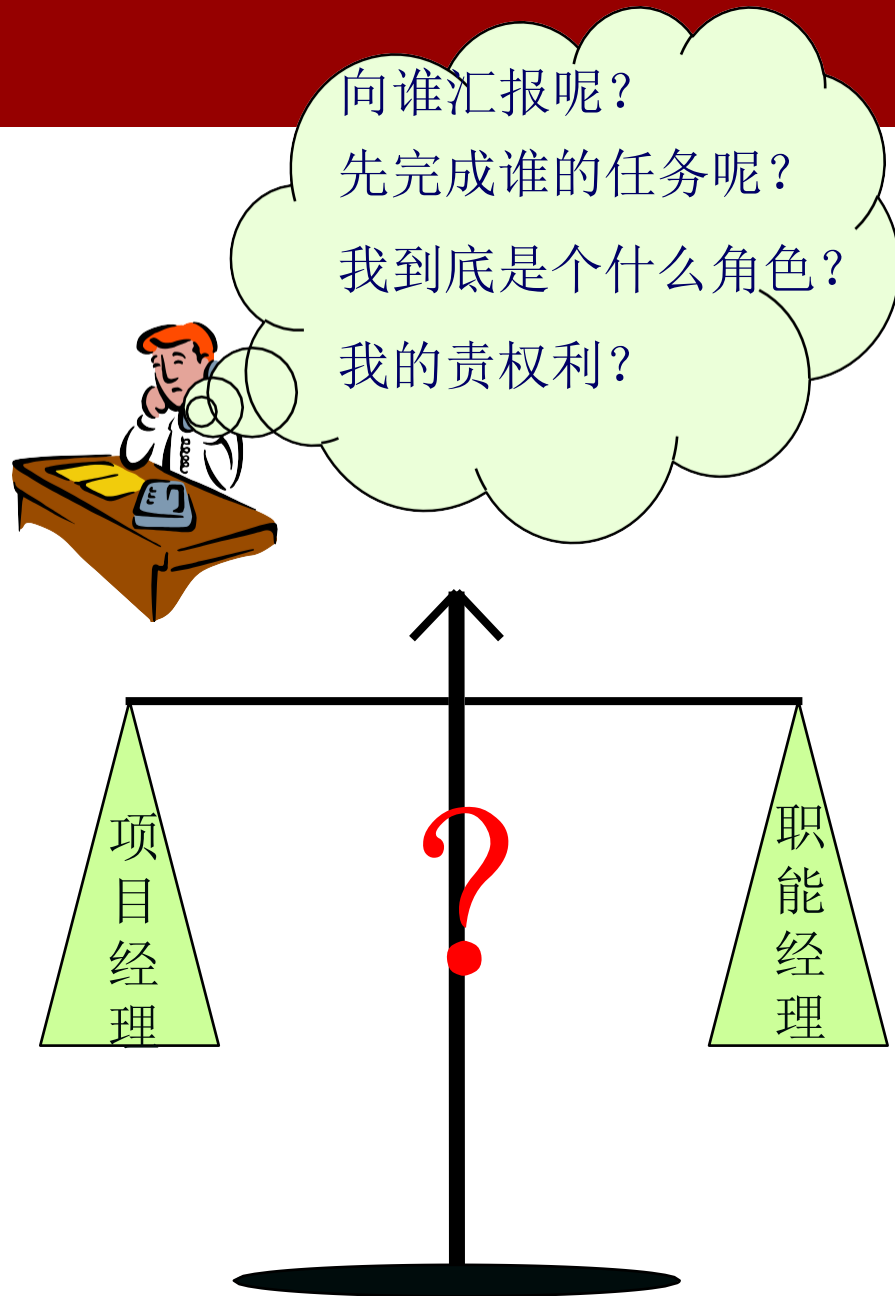 向谁汇报呢？
先完成谁的任务呢？
我到底是个什么角色？
我的责权利？
项目经理
？
职能经理